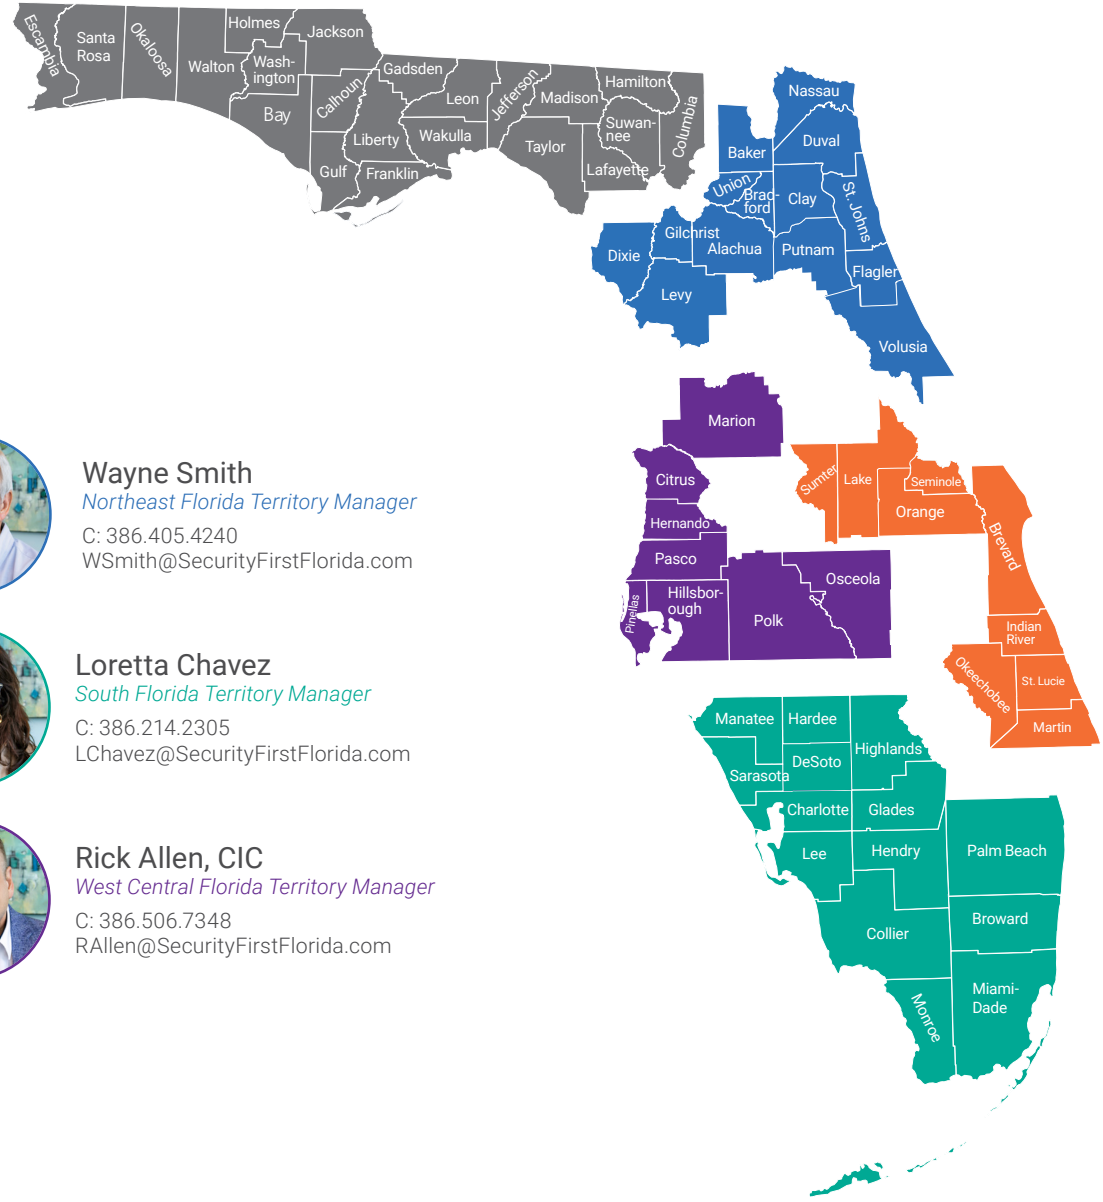 Escambia
Santa
Rosa
Okaloosa
Walton
Holmes
Wash-
ington
Jackson
Bay
Calhoun
Gulf
Liberty
Franklin
Gadsden
Leon
Wakulla
Jefferson
Madison
Taylor
Hamilton
Suwan-
nee
Lafayette
Columbia
Nassau
Duval
Baker
Union
Brad-
ford
Clay
St. Johns
Gilchrist
Alachua
Putnam
Dixie
Flagler
Levy
Volusia
Marion
Citrus
Hernando
Pasco
Pinellas
Hillsbor-
ough
Polk
Osceola
Sumter
Lake
Seminole
Orange
Brevard
Indian
River
Okeechobee
St. Lucie
Martin
Manatee
Hardee
Highlands
DeSoto
Sarasota
Charlotte
Glades
Lee
Hendry
Palm Beach
Collier
Broward
Monroe
Miami-
Dade
Wayne Smith
Northeast Florida Territory Manager
C: 386.405.4240
WSmith@SecurityFirstFlorida.com
Loretta Chavez
South Florida Territory Manager
C: 386.214.2305
LChavez@SecurityFirstFlorida.com
Rick Allen, CIC
West Central Florida Territory Manager
C: 386.506.7348
RAllen@SecurityFirstFlorida.com